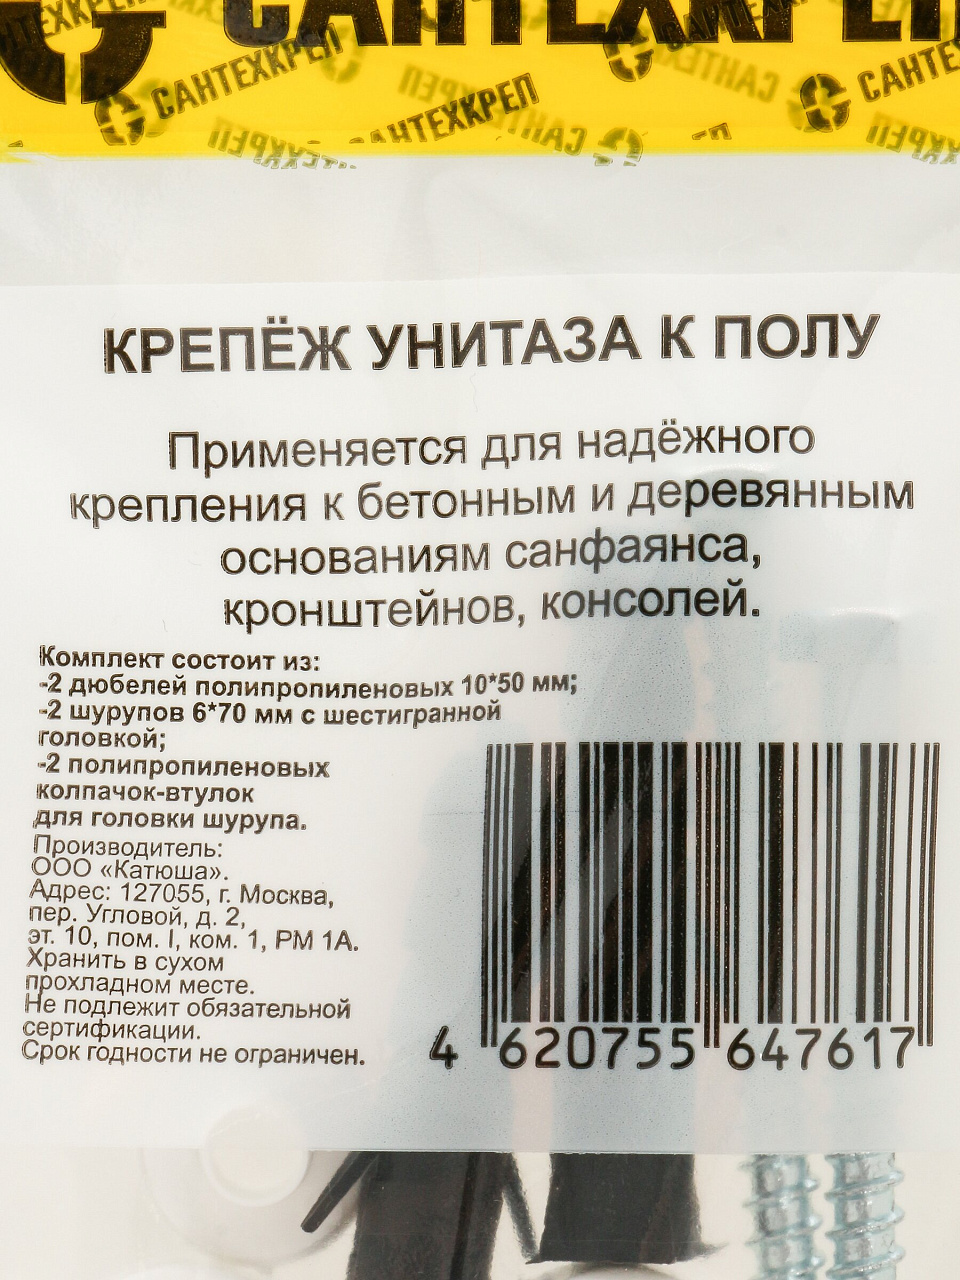 САНТЕХКРЕП
САНТЕХКРЕП
САНТЕХКРЕП
КРЕПЁЖ УНИТАЗА К ПОЛУ
Применяется для надёжного
крепления к бетонным и деревянным
основаниям санфаянса,
кронштейнов, консолей.
Комплект состоит из:
-2 дюбелей полипропиленовых 10*50 мм;
-2 шурупов 6*70 мм с шестигранной
головкой;
-2 полипропиленовых
колпачок-втулок
для головки шурупа.
Производитель:
ООО «Катюша».
Адрес: 127055, г. Москва,
пер. Угловой, д. 2,
эт. 10, пом. I, ком. 1, РМ 1А.
Хранить в сухом
прохладном месте.
Не подлежит обязательной
сертификации.
Срок годности не ограничен.
4 620755 647617